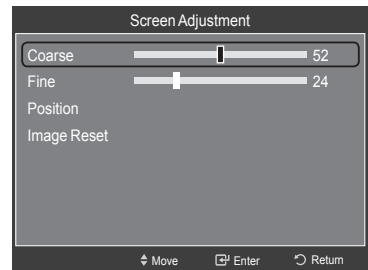 Screen Adjustment
Coarse 52
Fine 24
Position
Image Reset
Move Enter Return